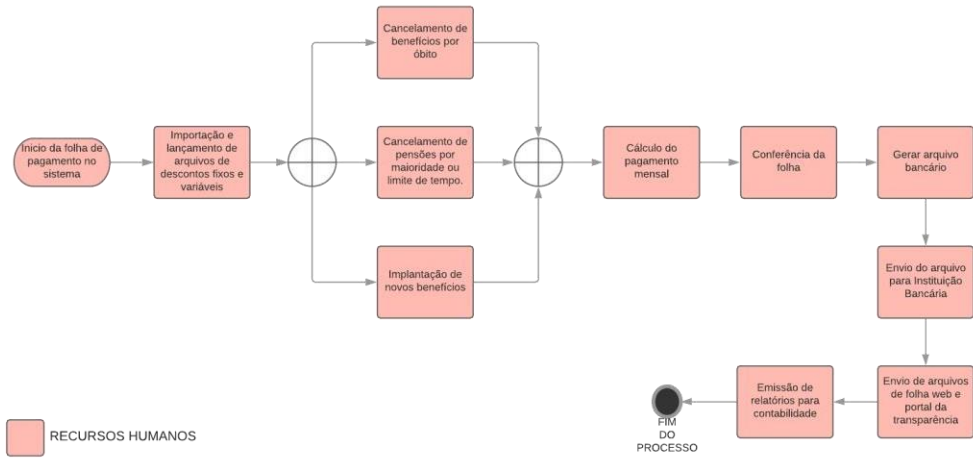 Cancelamento de
benefícios por
óbito
Inicio da folha de
pagamento no
sistema
Importação e
lançamento de
arquivos de
descontos fixos e
variáveis
Cancelamento de
pensões por
maioridade ou
limite de tempo.
Cálculo do
pagamento
mensal
Conferência da
folha
Gerar arquivo
bancário
Implantação de
novos benefícios
Envio do arquivo
para Instituição
Bancária
Envio de arquivos
de folha web e
portal da
transparência
Emissão de
relatórios para
contabilidade
FIM
DO
PROCESSO
RECURSOS HUMANOS